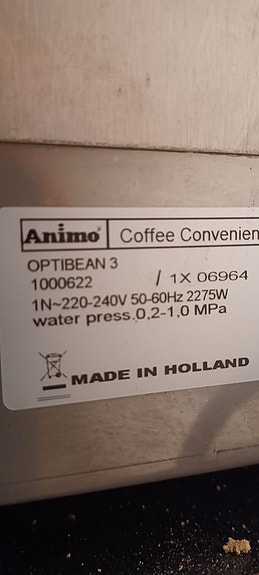 Animo® Coffee Convenien
OPTIBEAN 3
1000622 / 1X 06964
1N~220-240V 50-60Hz 2275W
water press.0,2-1,0 MPa
MADE IN HOLLAND